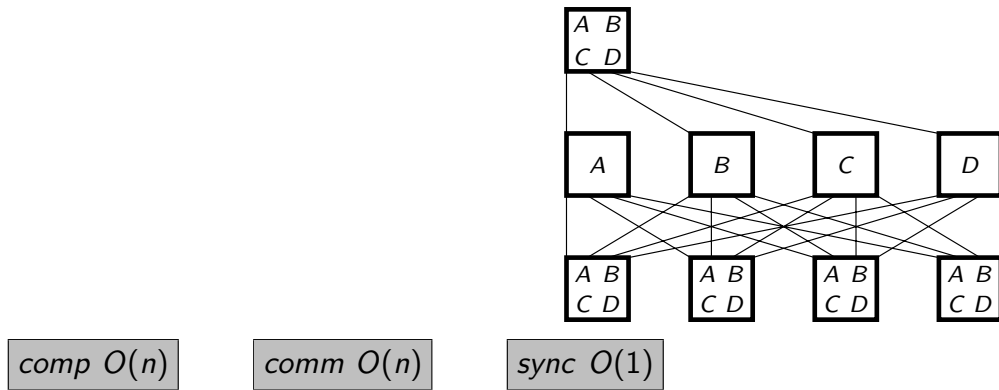 A B
C D
A B C D
A B A B A B A B
C D C D C D C D
comp O(n) comm O(n) sync O(1)